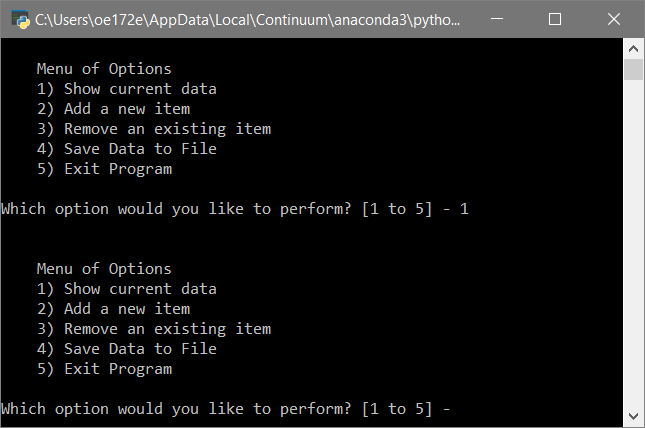 C:\Users\oe172e\AppData\Local\Continuum\anaconda3\pytho...
Menu of Options
1) Show current data
2) Add a new item
3) Remove an existing item
4) Save Data to File
5) Exit Program
Which option would you like to perform? [1 to 5] - 1
Menu of Options
1) Show current data
2) Add a new item
3) Remove an existing item
4) Save Data to File
5) Exit Program
Which option would you like to perform? [1 to 5] -